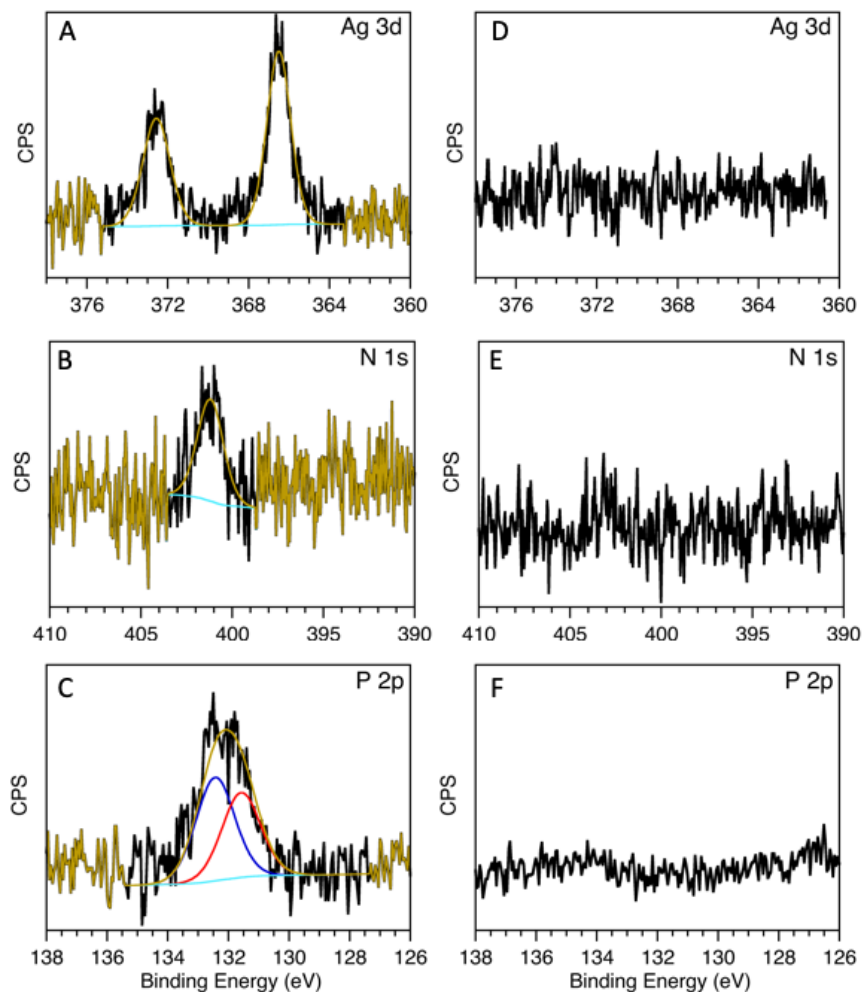 A Ag 3d
CPS
376 372 368 364 360
D Ag 3d
CPS
376 372 368 364 360
B N 1s
CPS
410 405 400 395 390
E N 1s
CPS
410 405 400 395 390
C P 2p
CPS
138 136 134 132 130 128 126
Binding Energy (eV)
F P 2p
CPS
138 136 134 132 130 128 126
Binding Energy (eV)